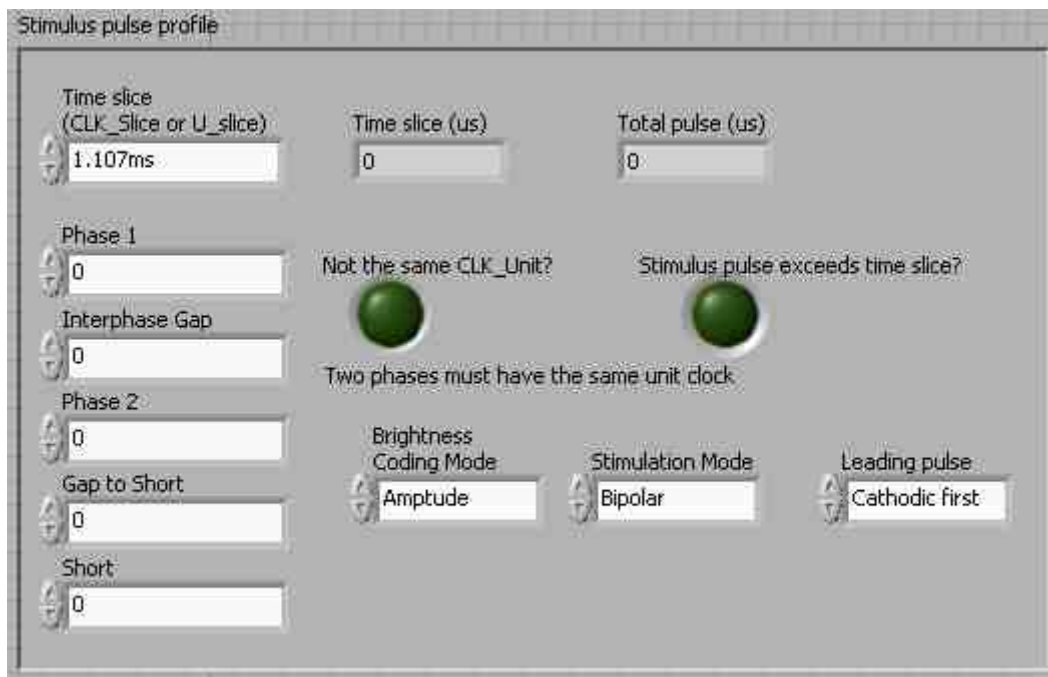 Stimulus pulse profile
Time slice
(CLK_Slice or U_slice)
1.107ms
Time slice (us)
0
Total pulse (us)
0
Phase 1
0
Interphase Gap
0
Phase 2
0
Gap to Short
0
Short
0
Not the same CLK_Unit?
Stimulus pulse exceeds time slice?
Two phases must have the same unit clock
Brightness
Coding Mode
Amptude
Stimulation Mode
Bipolar
Leading pulse
Cathodic first